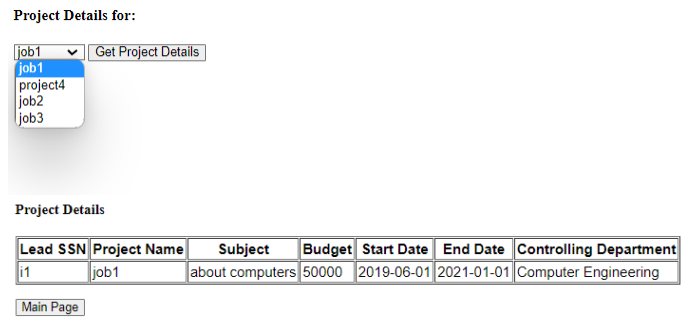 Project Details for:
job1 Get Project Details
job1
project4
job2
job3
Project Details
Lead SSN Project Name Subject Budget Start Date End Date Controlling Department
i1 job1 about computers 50000 2019-06-01 2021-01-01 Computer Engineering
Main Page